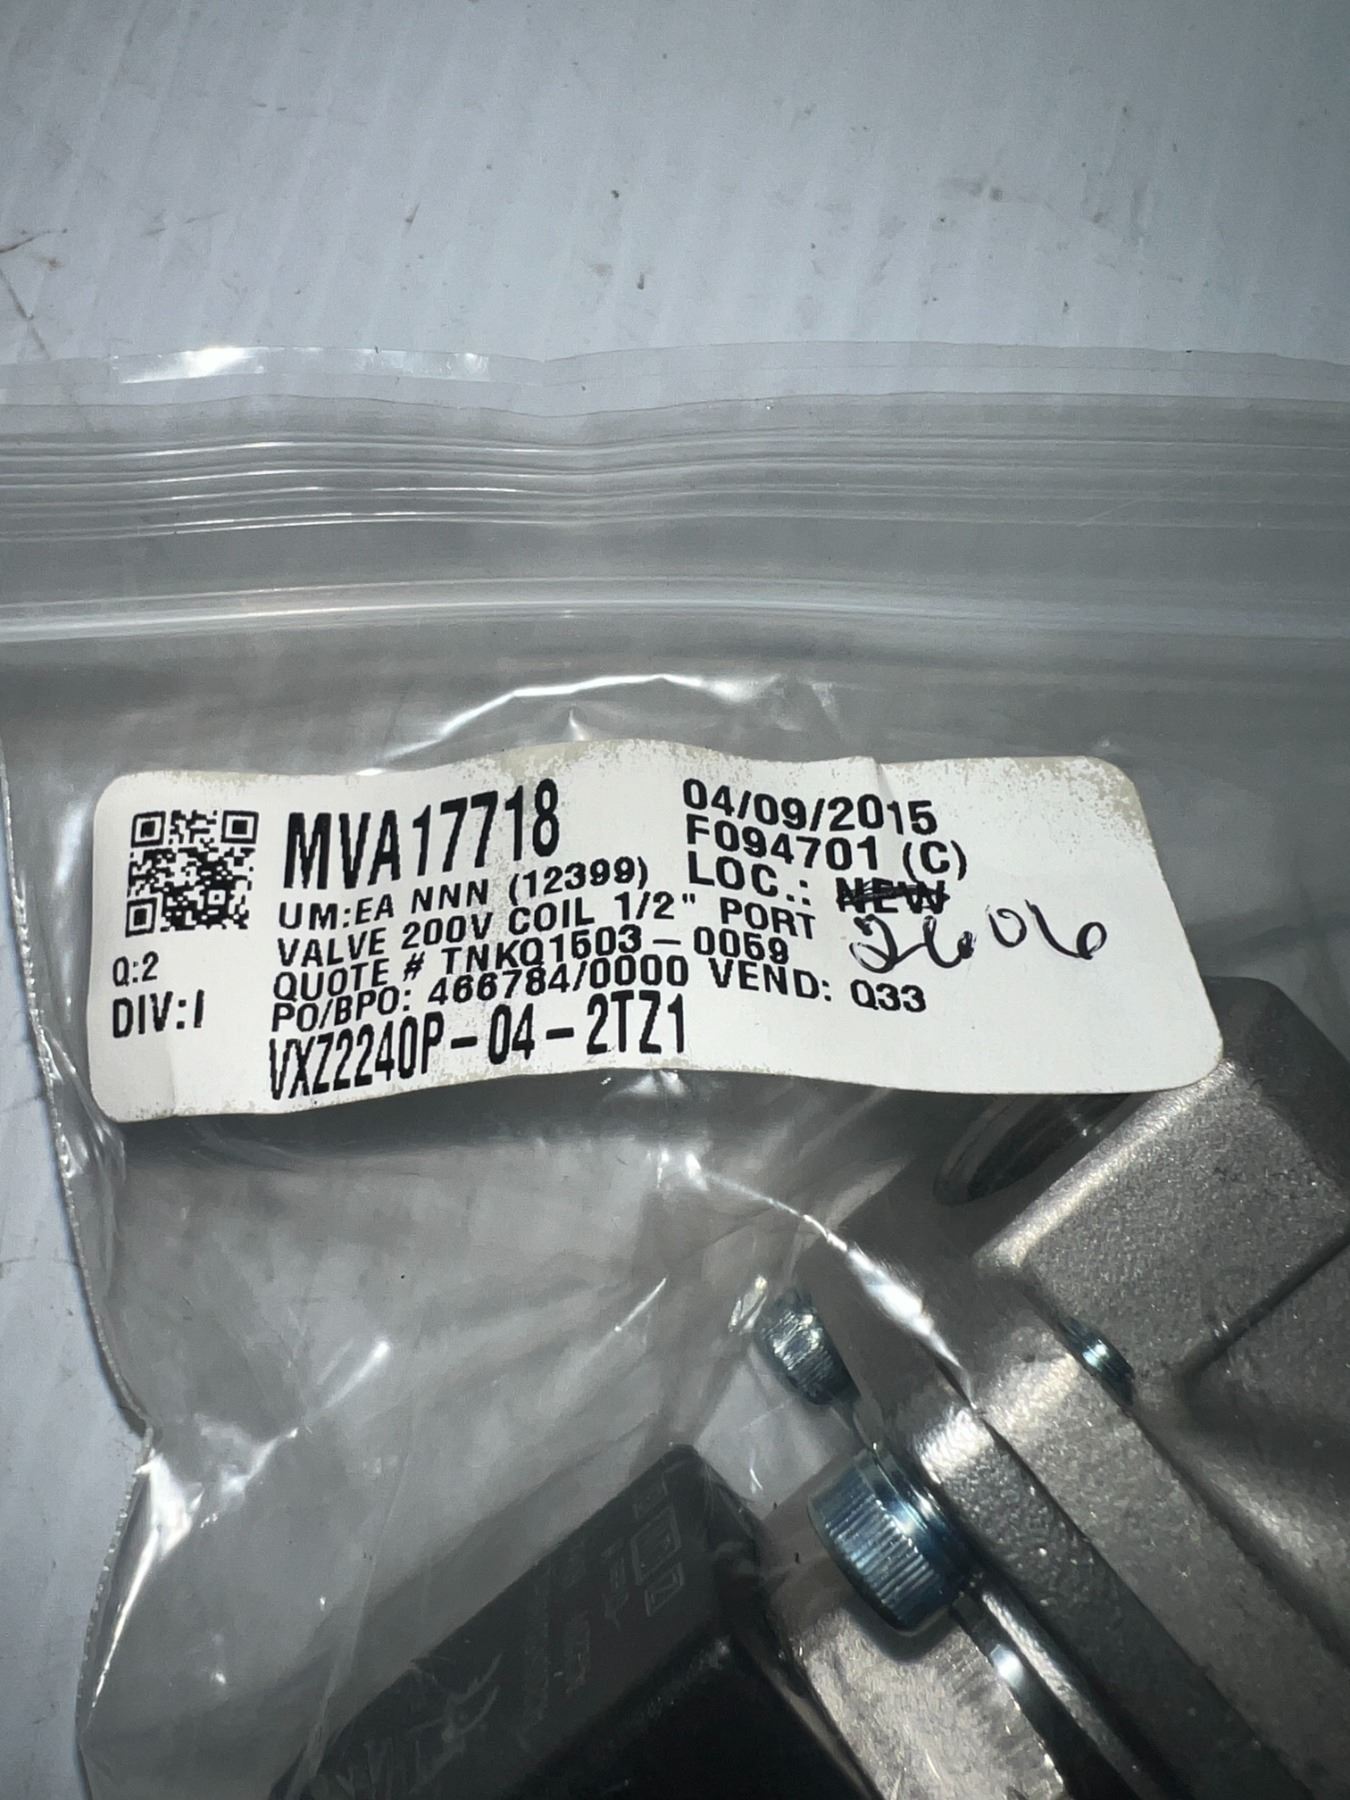 MVA17718 04/09/2015
F094701 (C)
UM:EA NNN (12399) LOC.: NEW
2606
VALVE 200V COIL 1/2" PORT
Q:2 QUOTE # TNKQ1503-0059
DIV:I PO/BPO: 466784/0000 VEND: Q33
VXZ2240P-04-2TZ1